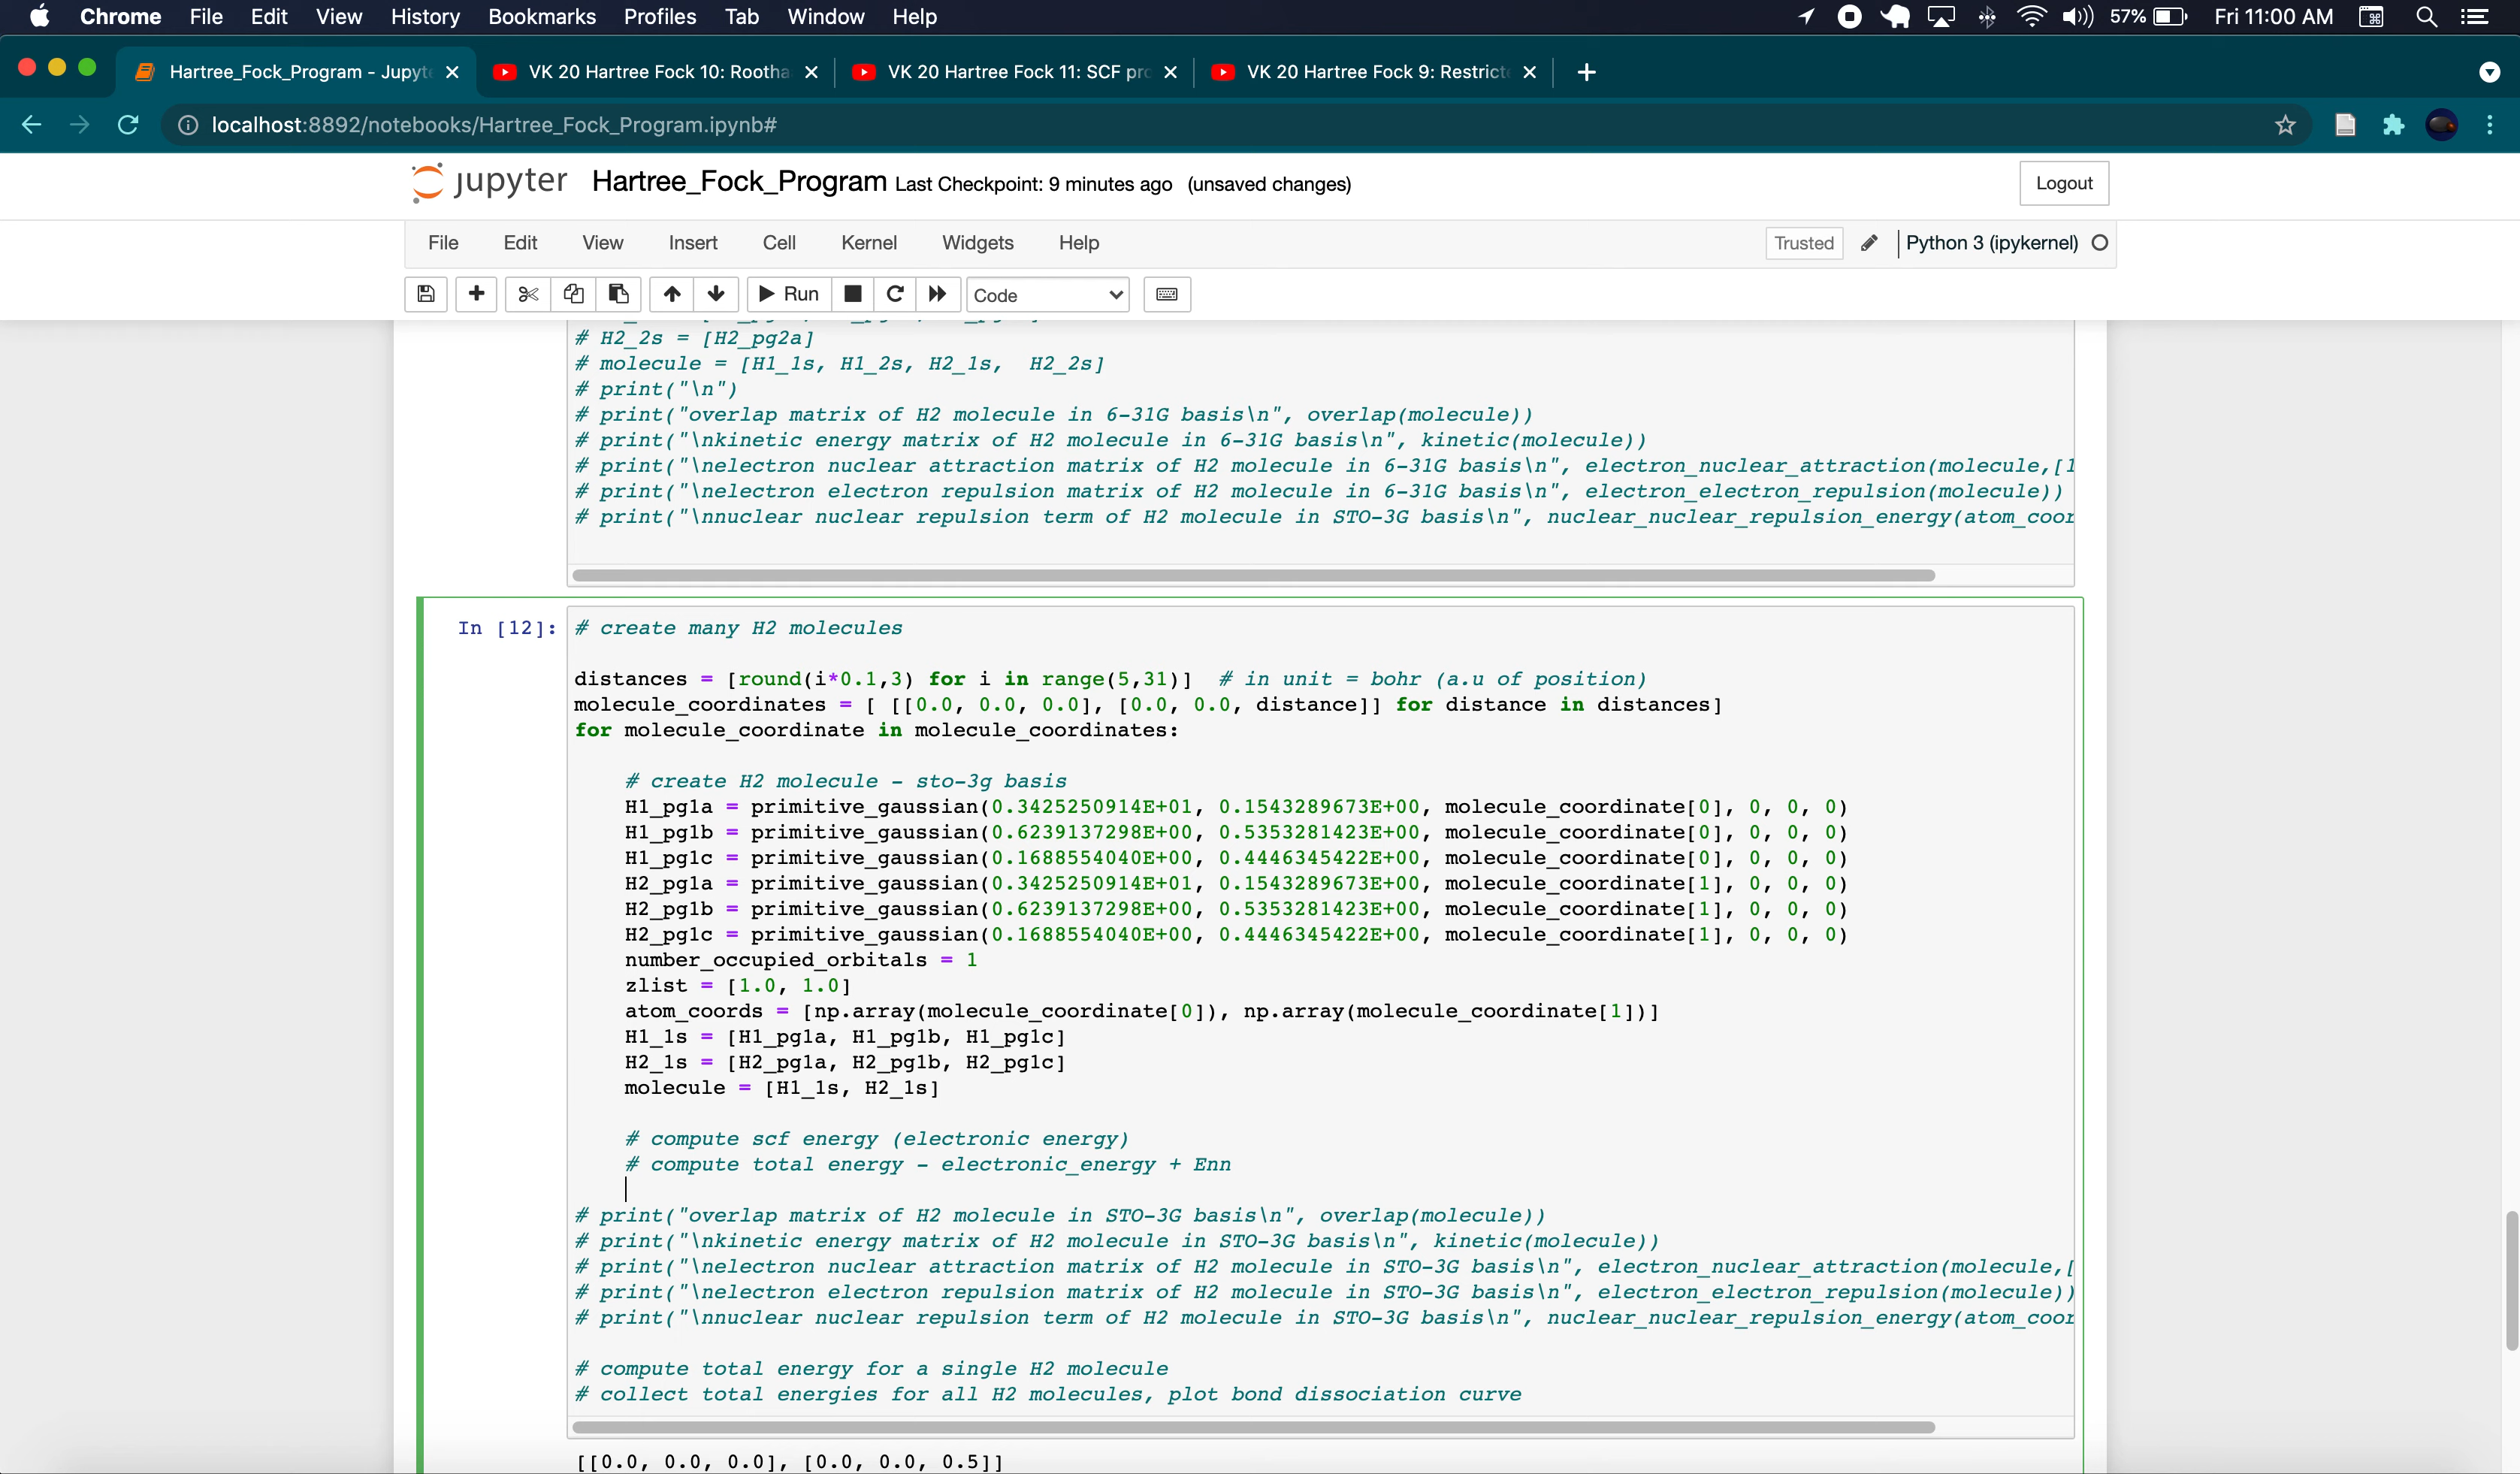 Chrome File Edit View History Bookmarks Profiles Tab Window Help 57% Fri 11:00 AM
Hartree_Fock_Program - Jupyte VK 20 Hartree Fock 10: Rootha VK 20 Hartree Fock 11: SCF pro VK 20 Hartree Fock 9: Restricte
localhost:8892/notebooks/Hartree_Fock_Program.ipynb#
jupyter Hartree_Fock_Program Last Checkpoint: 9 minutes ago (unsaved changes) Logout
File Edit View Insert Cell Kernel Widgets Help Trusted Python 3 (ipykernel)
Run Code
# H2_2s = [H2_pg2a]
# molecule = [H1_1s, H1_2s, H2_1s,  H2_2s]
# print("\n")
# print("overlap matrix of H2 molecule in 6-31G basis\n", overlap(molecule))
# print("\nkinetic energy matrix of H2 molecule in 6-31G basis\n", kinetic(molecule))
# print("\nelectron nuclear attraction matrix of H2 molecule in 6-31G basis\n", electron_nuclear_attraction(molecule,[1
# print("\nelectron electron repulsion matrix of H2 molecule in 6-31G basis\n", electron_electron_repulsion(molecule))
# print("\nnuclear nuclear repulsion term of H2 molecule in STO-3G basis\n", nuclear_nuclear_repulsion_energy(atom_coor
In [12]: # create many H2 molecules
distances = [round(i*0.1,3) for i in range(5,31)]  # in unit = bohr (a.u of position)
molecule_coordinates = [ [[0.0, 0.0, 0.0], [0.0, 0.0, distance]] for distance in distances]
for molecule_coordinate in molecule_coordinates:
    # create H2 molecule - sto-3g basis
    H1_pg1a = primitive_gaussian(0.3425250914E+01, 0.1543289673E+00, molecule_coordinate[0], 0, 0, 0)
    H1_pg1b = primitive_gaussian(0.6239137298E+00, 0.5353281423E+00, molecule_coordinate[0], 0, 0, 0)
    H1_pg1c = primitive_gaussian(0.1688554040E+00, 0.4446345422E+00, molecule_coordinate[0], 0, 0, 0)
    H2_pg1a = primitive_gaussian(0.3425250914E+01, 0.1543289673E+00, molecule_coordinate[1], 0, 0, 0)
    H2_pg1b = primitive_gaussian(0.6239137298E+00, 0.5353281423E+00, molecule_coordinate[1], 0, 0, 0)
    H2_pg1c = primitive_gaussian(0.1688554040E+00, 0.4446345422E+00, molecule_coordinate[1], 0, 0, 0)
    number_occupied_orbitals = 1
    zlist = [1.0, 1.0]
    atom_coords = [np.array(molecule_coordinate[0]), np.array(molecule_coordinate[1])]
    H1_1s = [H1_pg1a, H1_pg1b, H1_pg1c]
    H2_1s = [H2_pg1a, H2_pg1b, H2_pg1c]
    molecule = [H1_1s, H2_1s]
    # compute scf energy (electronic energy)
    # compute total energy - electronic_energy + Enn
# print("overlap matrix of H2 molecule in STO-3G basis\n", overlap(molecule))
# print("\nkinetic energy matrix of H2 molecule in STO-3G basis\n", kinetic(molecule))
# print("\nelectron nuclear attraction matrix of H2 molecule in STO-3G basis\n", electron_nuclear_attraction(molecule,[
# print("\nelectron electron repulsion matrix of H2 molecule in STO-3G basis\n", electron_electron_repulsion(molecule))
# print("\nnuclear nuclear repulsion term of H2 molecule in STO-3G basis\n", nuclear_nuclear_repulsion_energy(atom_coor
# compute total energy for a single H2 molecule
# collect total energies for all H2 molecules, plot bond dissociation curve
[[0.0, 0.0, 0.0], [0.0, 0.0, 0.5]]